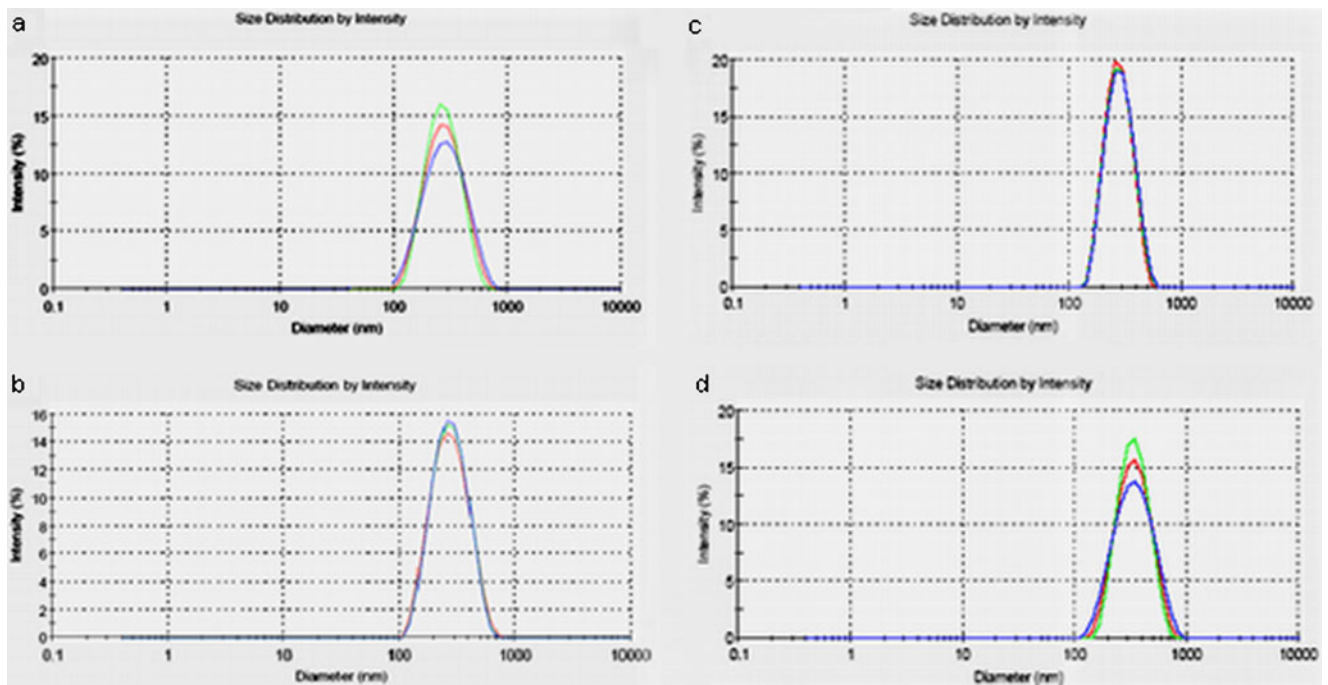 a
Size Distribution by Intensity
20
15
10
5
0
Intensity (%)
0.1 1 10 100 1000 10000
Diameter (nm)
b
Size Distribution by Intensity
16
14
12
10
8
6
4
2
0
Intensity (%)
0.1 1 10 100 1000 10000
Diameter (nm)
c
Size Distribution by Intensity
20
15
10
5
0
Intensity (%)
0.1 1 10 100 1000 10000
Diameter (nm)
d
Size Distribution by Intensity
20
15
10
5
0
Intensity (%)
0.1 1 10 100 1000 10000
Diameter (nm)